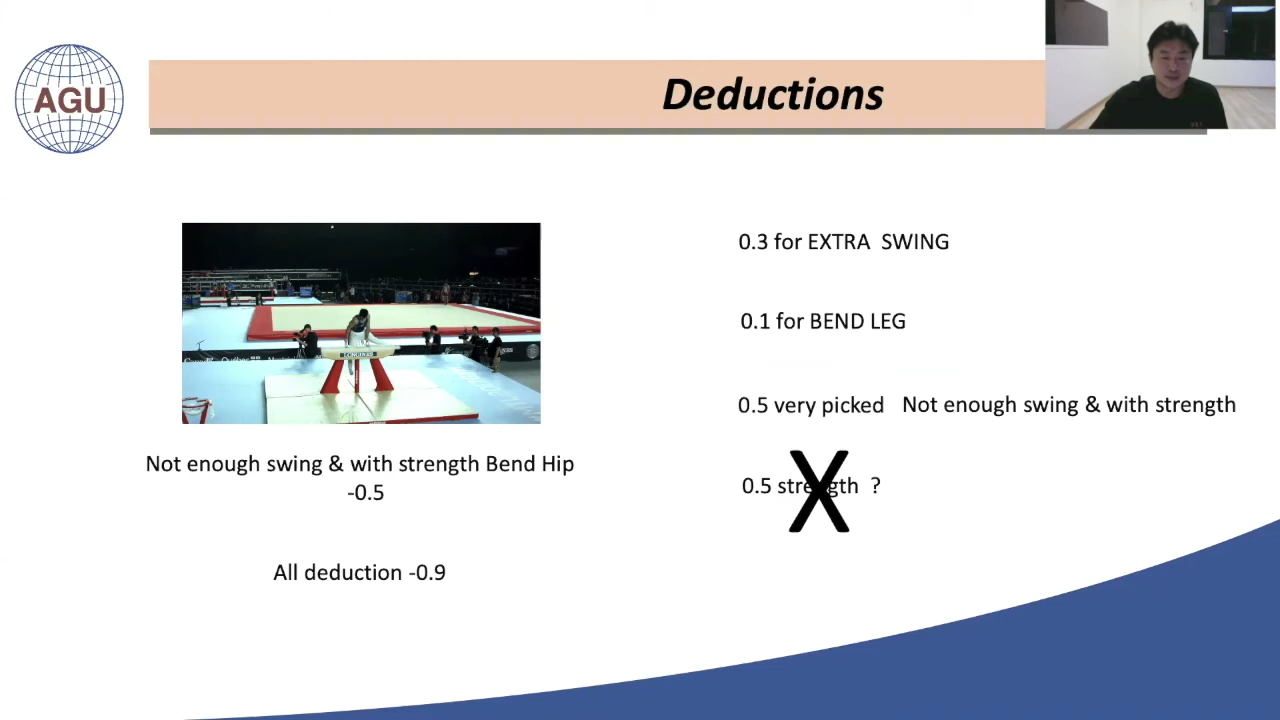 AGU
Deductions
LONGINES
0.3 for EXTRA SWING
0.1 for BEND LEG
0.5 very picked Not enough swing & with strength
0.5 strength ?
X
Not enough swing & with strength Bend Hip
-0.5
All deduction -0.9